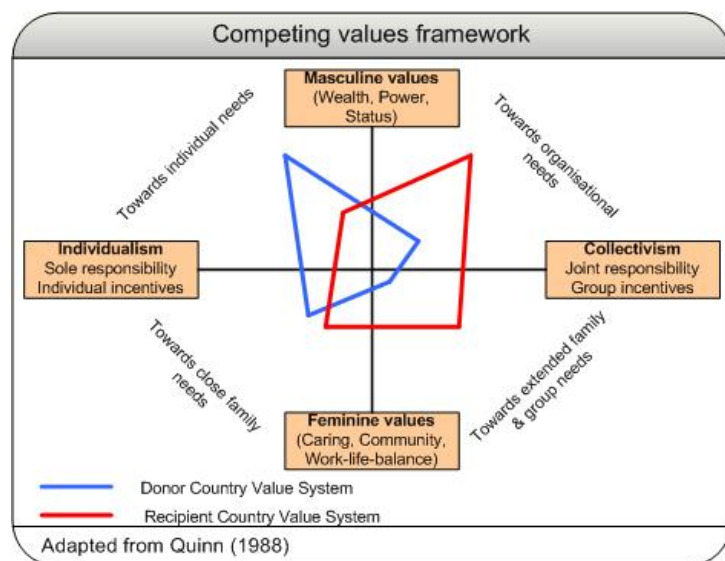 Competing values framework
Masculine values
(Wealth, Power,
Status)
Towards individual needs
Towards organisational
needs
Individualism
Sole responsibility
Individual incentives
Collectivism
Joint responsibility
Group incentives
Towards close family
needs
Towards extended family
& group needs
Feminine values
(Caring, Community,
Work-life-balance)
Donor Country Value System
Recipient Country Value System
Adapted from Quinn (1988)